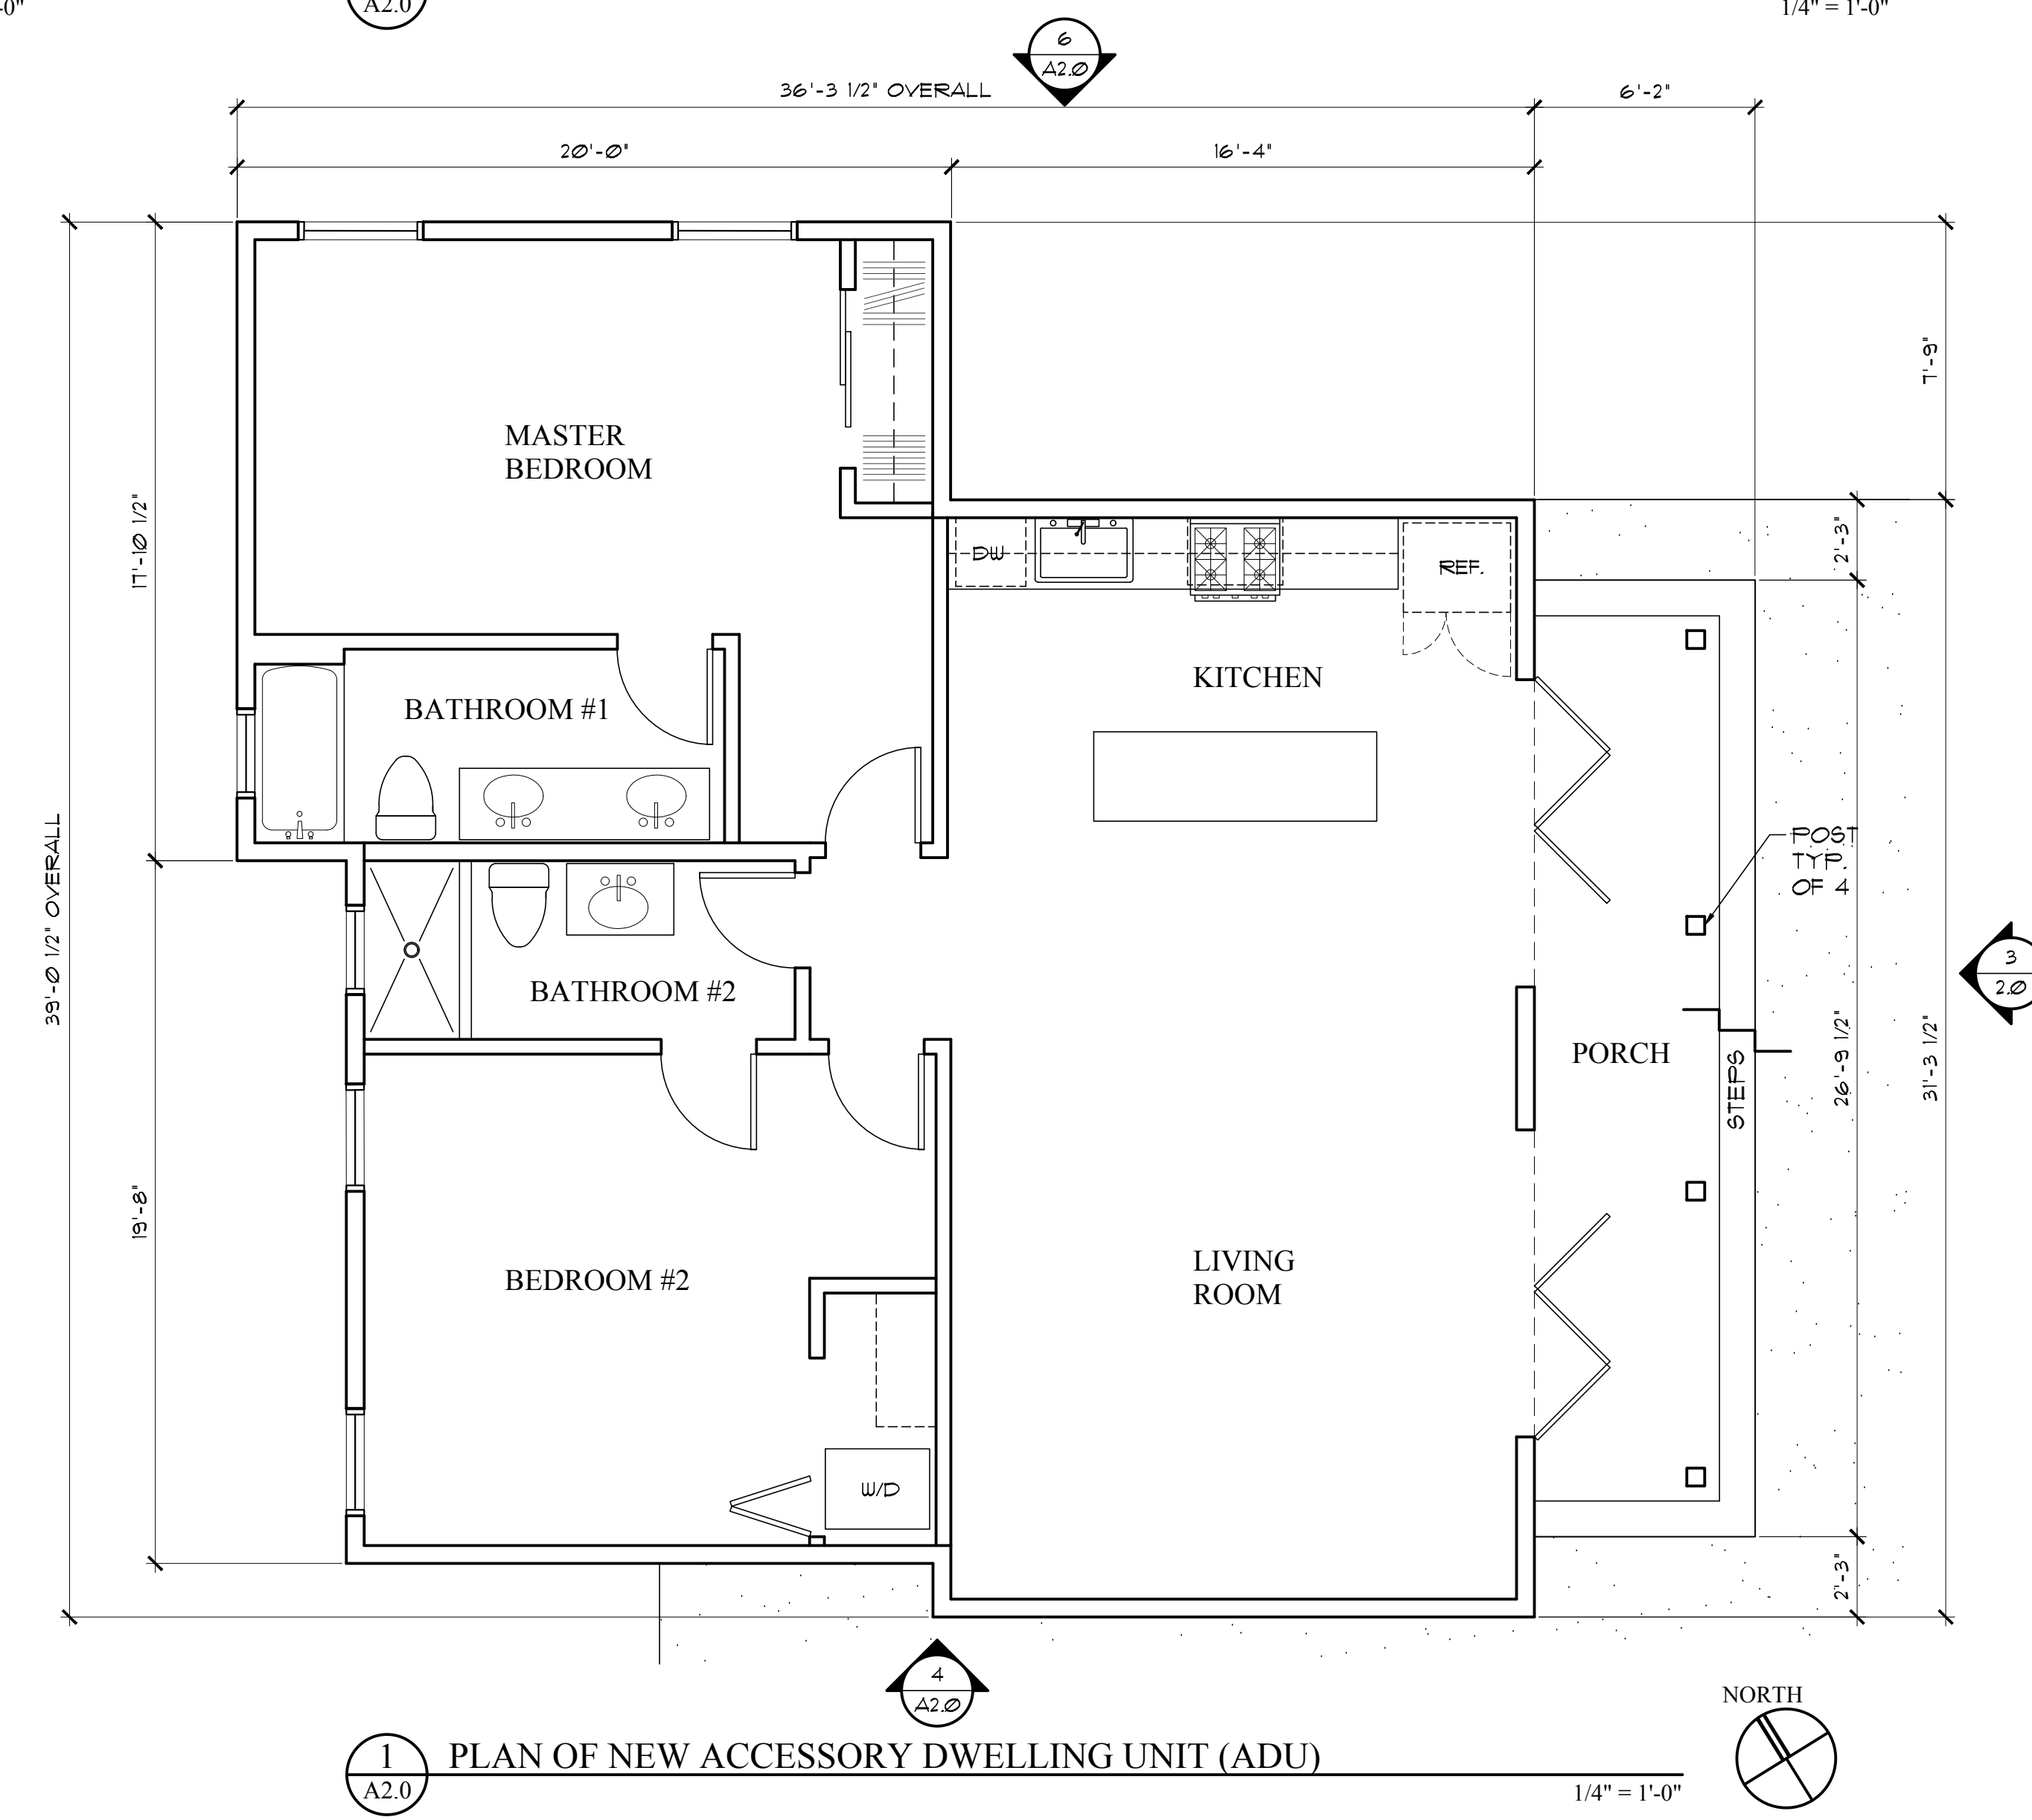 0"
A2.0
1/4" = 1'-0"
6
A2.0
36'-3 1/2" OVERALL
6'-2"
20'-0"
16'-4"
7'-9"
MASTER
BEDROOM
17'-10 1/2"
2'-3"
DW
REF.
KITCHEN
BATHROOM #1
POST
TYP.
OF 4
39'-0 1/2" OVERALL
3
2.0
BATHROOM #2
PORCH
STEPS
26'-9 1/2"
31'-3 1/2"
19'-8"
BEDROOM #2
LIVING
ROOM
W/D
2'-3"
4
A2.0
NORTH
1
A2.0
PLAN OF NEW ACCESSORY DWELLING UNIT (ADU)
1/4" = 1'-0"